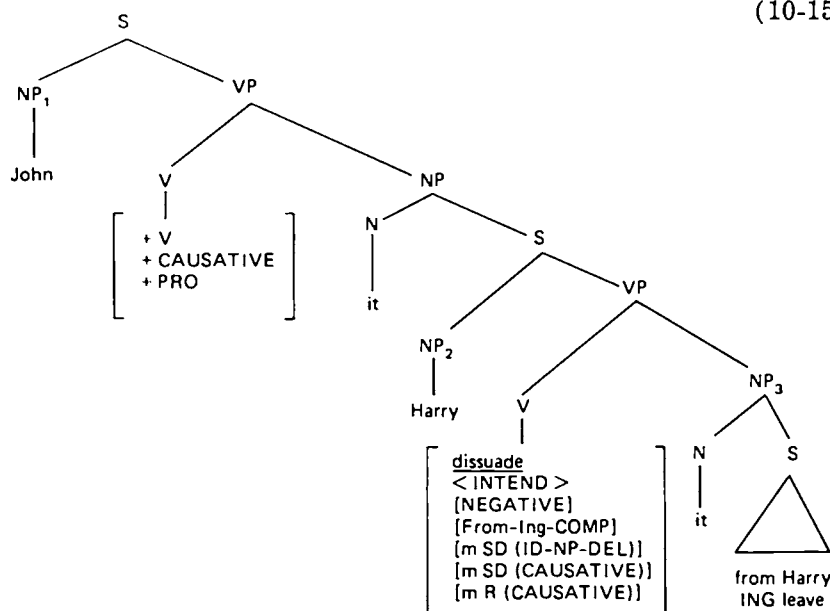 (10-15
S
NP₁ VP
John V NP
+ V
+ CAUSATIVE
+ PRO
N S
it
NP₂ VP
Harry V NP₃
dissuade
< INTEND >
[NEGATIVE]
[From-Ing-COMP]
[m SD (ID-NP-DEL)]
[m SD (CAUSATIVE)]
[m R (CAUSATIVE)]
N S
it
from Harry
ING leave